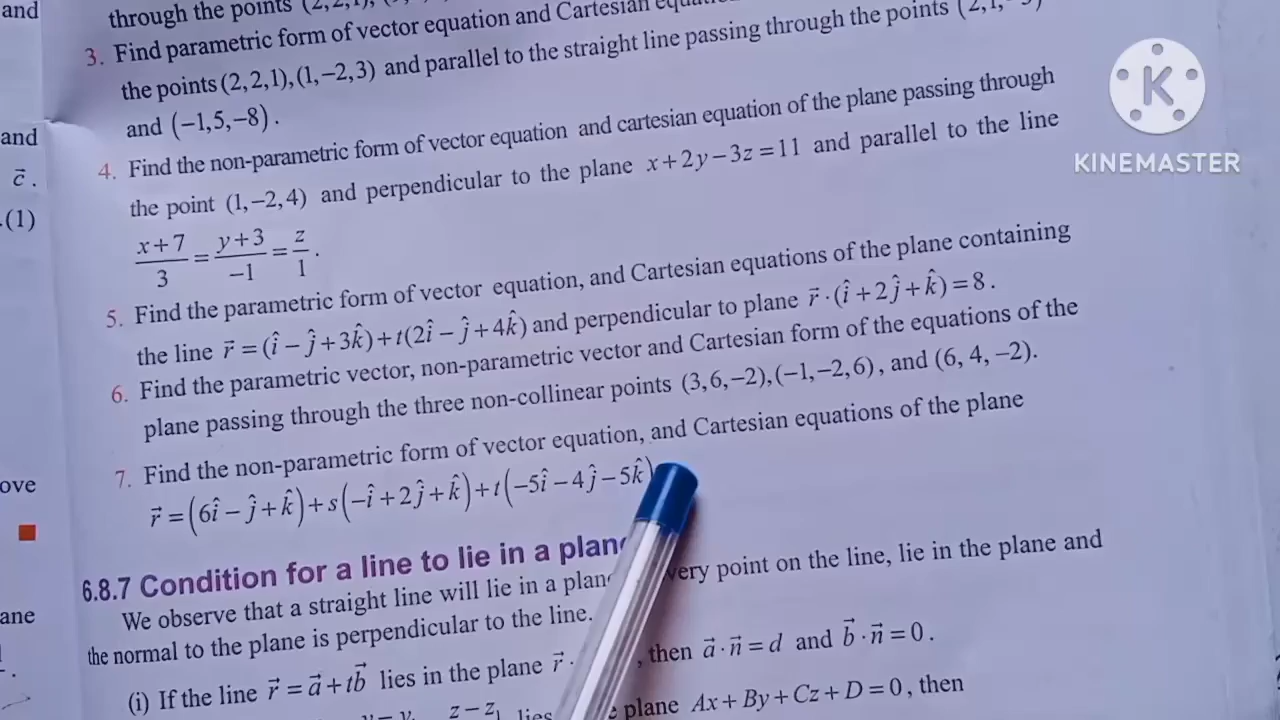 and
through the points (2,2,1),
3. Find parametric form of vector equation and Cartesian
the points (2,2,1),(1,−2,3) and parallel to the straight line passing through the points (2,1,−3)
and (−1,5,−8).
and
4. Find the non-parametric form of vector equation and cartesian equation of the plane passing through
c⃗.
the point (1,−2,4) and perpendicular to the plane x+2y−3z=11 and parallel to the line
.(1)
(x+7)/3 = (y+3)/−1 = z/1 .
5. Find the parametric form of vector equation, and Cartesian equations of the plane containing
the line r⃗ = (î − ĵ + 3k̂) + t(2î − ĵ + 4k̂) and perpendicular to plane r⃗ · (î + 2ĵ + k̂) = 8.
6. Find the parametric vector, non-parametric vector and Cartesian form of the equations of the
plane passing through the three non-collinear points (3,6,−2),(−1,−2,6), and (6,4,−2).
7. Find the non-parametric form of vector equation, and Cartesian equations of the plane
ove
r⃗ = (6î − ĵ + k̂) + s(−î + 2ĵ + k̂) + t(−5î − 4ĵ − 5k̂)
6.8.7 Condition for a line to lie in a plane
We observe that a straight line will lie in a plane very point on the line, lie in the plane and
ane
the normal to the plane is perpendicular to the line.
(i) If the line r⃗ = a⃗ + tb⃗ lies in the plane r⃗ · , then a⃗ · n⃗ = d and b⃗ · n⃗ = 0.
z−z₁ lies plane Ax + By + Cz + D = 0, then
K
KINEMASTER